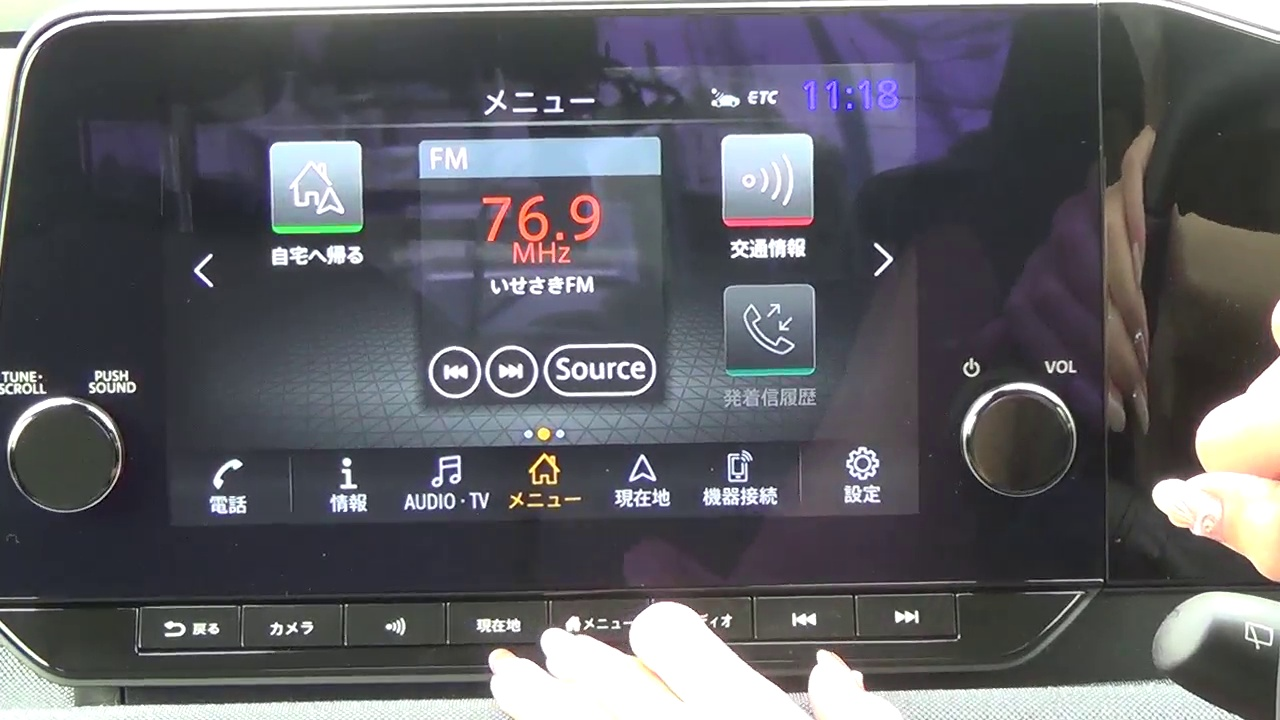 メニュー
ETC
11:18
FM
76.9
MHz
いせさきFM
Source
自宅へ帰る
交通情報
発着信履歴
TUNE・
SCROLL
PUSH
SOUND
VOL
電話
情報
AUDIO・TV
メニュー
現在地
機器接続
設定
戻る
カメラ
現在地
メニュー